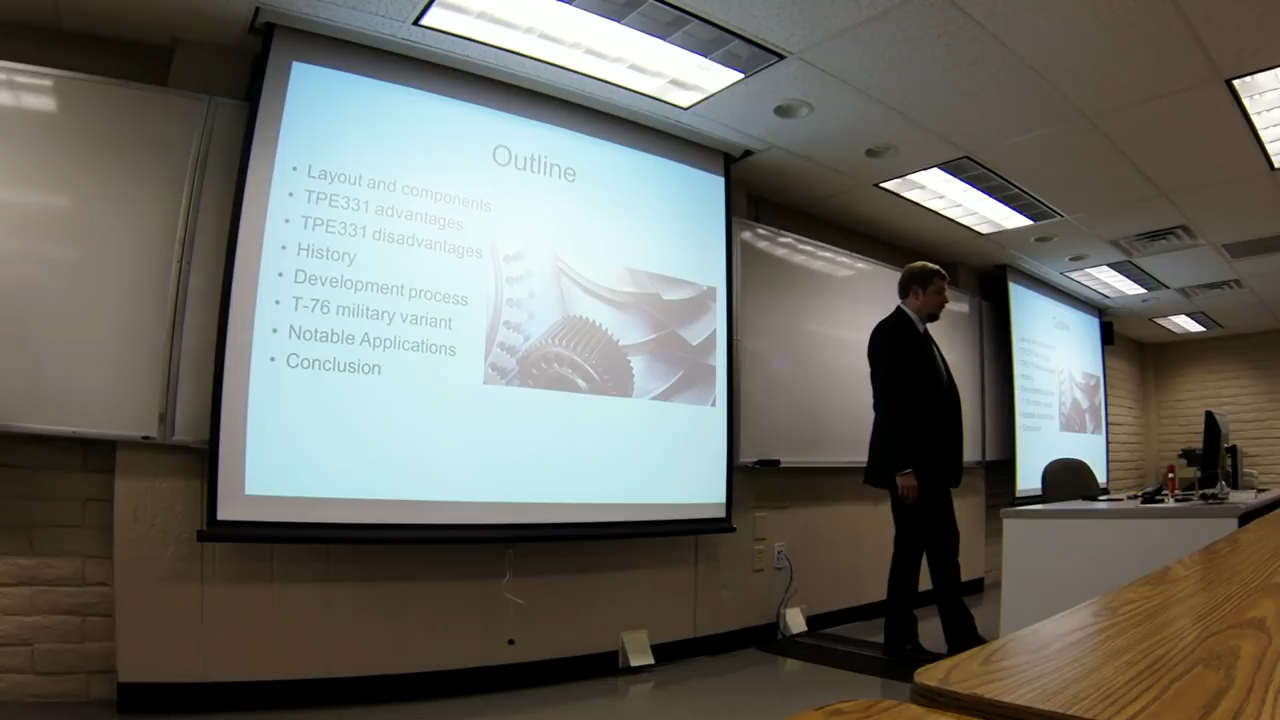 Outline
• Layout and components
• TPE331 advantages
• TPE331 disadvantages
• History
• Development process
• T-76 military variant
• Notable Applications
• Conclusion